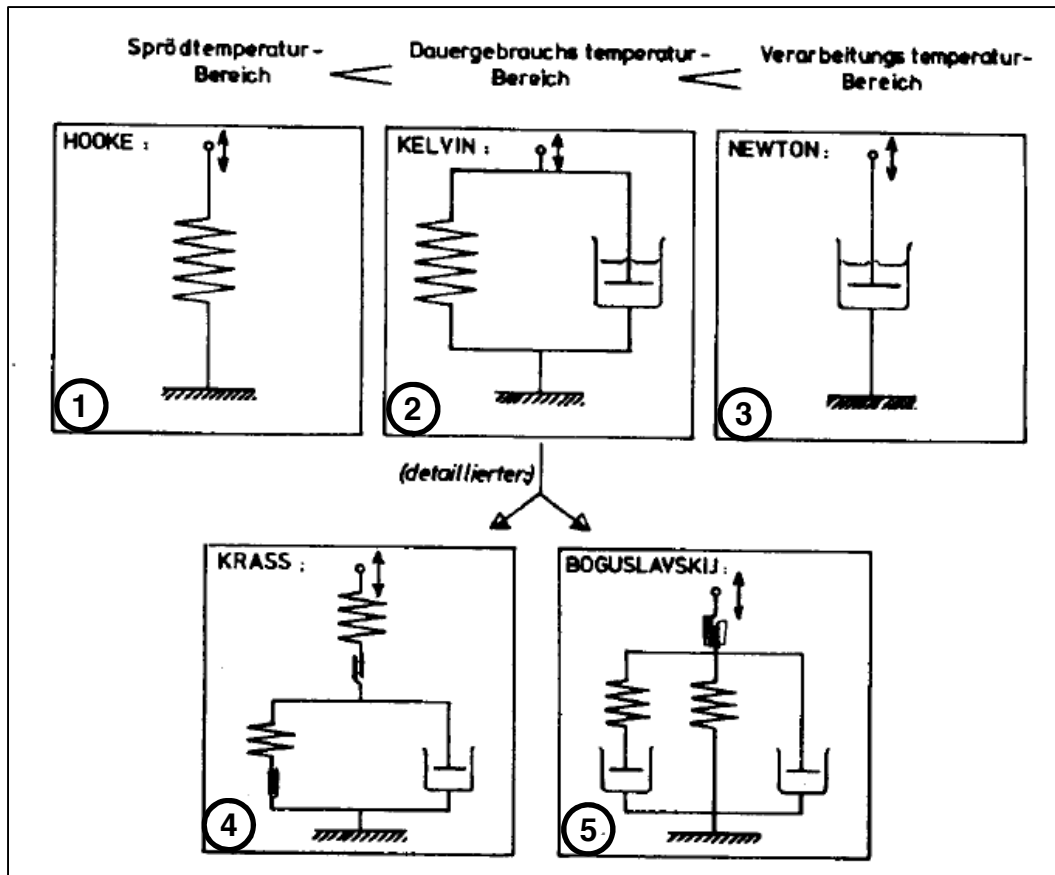 Sprödtemperatur-
Bereich
Dauergebrauchs temperatur-
Bereich
Verarbeitungs temperatur-
Bereich
HOOKE :
KELVIN :
NEWTON :
1
2
3
(detaillierter:)
KRASS :
BOGUSLAVSKIJ :
4
5